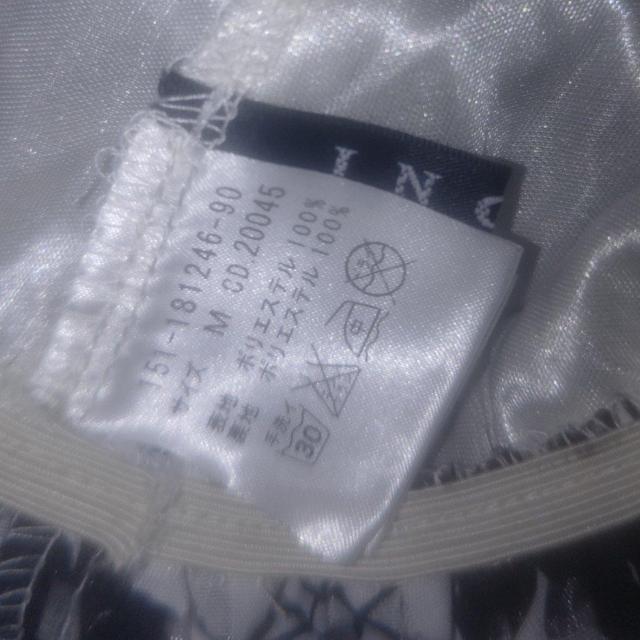 INC
151-181246-90
サイズ M CD 20045
表地 ポリエステル 100%
裏地 ポリエステル 100%
手洗イ
30